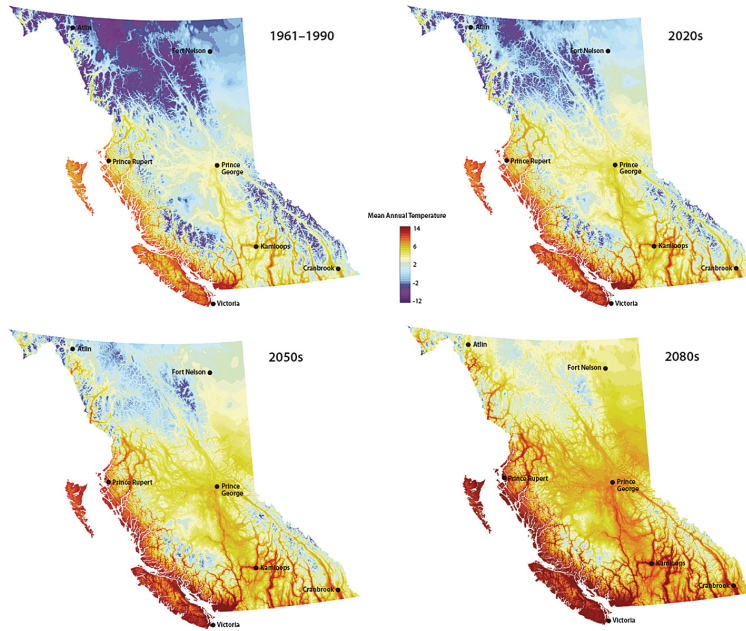 1961–1990
Atlin
Fort Nelson
Prince Rupert
Prince
George
Kamloops
Cranbrook
Victoria
2020s
Atlin
Fort Nelson
Prince Rupert
Prince
George
Kamloops
Cranbrook
Victoria
Mean Annual Temperature
14
6
2
-2
-12
2050s
Atlin
Fort Nelson
Prince Rupert
Prince
George
Kamloops
Cranbrook
Victoria
2080s
Atlin
Fort Nelson
Prince Rupert
Prince
George
Kamloops
Cranbrook
Victoria